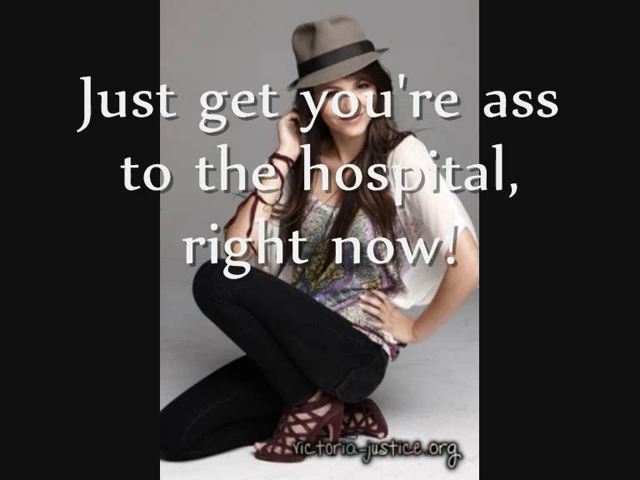 Just get you're ass
to the hospital,
right now!
victoria-justice.org